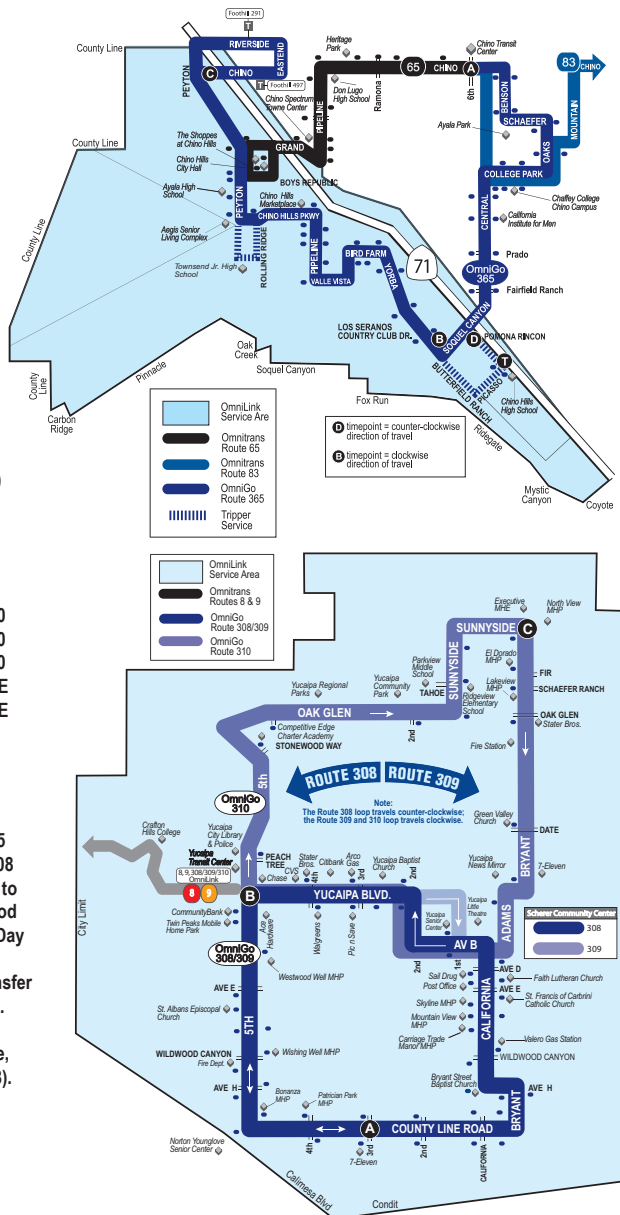 Foothill 291
T
County Line
RIVERSIDE
EASTEND
PEYTON
C
CHINO
T
Foothill 497
Heritage
Park
Chino Transit
Center
65
CHINO
A
83
CHINO
Ramona
6th
Don Lugo
High School
Chino Spectrum
Towne Center
PIPELINE
BENSON
SCHAEFER
MOUNTAIN
OAKS
Ayala Park
County Line
The Shoppes
at Chino Hills
GRAND
Chino Hills
City Hall
BOYS REPUBLIC
COLLEGE PARK
Chaffey College
Chino Campus
Ayala High
School
PEYTON
Chino Hills
Marketplace
CHINO HILLS PKWY
CENTRAL
California
Institute for Men
County Line
Aegis Senior
Living Complex
ROLLING RIDGE
PIPELINE
BIRD FARM
YORBA
71
Prado
OmniGo
365
Townsend Jr. High
School
VALLE VISTA
Fairfield Ranch
LOS SERANOS
COUNTRY CLUB DR.
B
SOQUEL CANYON
D
POMONA RINCON
T
BUTTERFIELD RANCH
PICASSO
Chino Hills
High School
Oak
Creek
Soquel Canyon
Pinnacle
County
Line
Carbon
Ridge
Fox Run
Ridegate
Mystic
Canyon
Coyote
OmniLink
Service Are
Omnitrans
Route 65
Omnitrans
Route 83
OmniGo
Route 365
Tripper
Service
D timepoint = counter-clockwise
direction of travel
B timepoint = clockwise
direction of travel
)
0
0
0
E
E
5
08
to
od
Day
nsfer
.
e,
3).
OmniLink
Service Area
Omnitrans
Routes 8 & 9
OmniGo
Route 308/309
OmniGo
Route 310
Executive
MHE
North View
MHP
SUNNYSIDE
C
El Dorado
MHP
Parkview
Middle
School
SUNNYSIDE
TAHOE
Lakeview
MHP
FIR
SCHAEFER RANCH
Ridgeview
Elementary
School
Yucaipa Regional
Parks
Yucaipa
Community
Park
OAK GLEN
OAK GLEN
Stater Bros.
Competitive Edge
Charter Academy
2nd
STONEWOOD WAY
Fire Station
5th
ROUTE 308
ROUTE 309
OmniGo
310
Note:
The Route 308 loop travels counter-clockwise;
the Route 309 and 310 loop travels clockwise.
Crafton
Hills College
Yucaipa
City Library
& Police
Green Valley
Church
DATE
Yucaipa
Transit Center
PEACH
TREE
Stater
Bros.
Citibank
Arco
Gas
Yucaipa Baptist
Church
Yucaipa
News Mirror
7-Eleven
BRYANT
8, 9, 308/309/310
OmniLink
8
9
CVS
Chase
4th
3rd
2nd
B
YUCAIPA BLVD.
ADAMS
CommunityBank
Twin Peaks Mobile
Home Park
Ace
Hardware
Walgreens
Pic n Save
Yucaipa
Senior
Center
Yucaipa
Little
Theatre
Scherer Community Center
308
309
City Limit
OmniGo
308/309
AV B
2nd
1st
Westwood Well MHP
Sail Drug
AVE D
Post Office
Faith Lutheran Church
AVE E
AVE E
Skyline MHP
St. Francis of Carbrini
Catholic Church
St. Albans Episcopal
Church
5TH
Mountain View
MHP
CALIFORNIA
Carriage Trade
Manor MHP
Valero Gas Station
WILDWOOD CANYON
Fire Dept.
Wishing Well MHP
WILDWOOD CANYON
Bryant Street
Baptist Church
AVE H
AVE H
Bonanza
MHP
Patrician Park
MHP
BRYANT
A
COUNTY LINE ROAD
4th
3rd
2nd
CALIFORNIA
Norton Younglove
Senior Center
7-Eleven
Calimesa Blvd
Condit